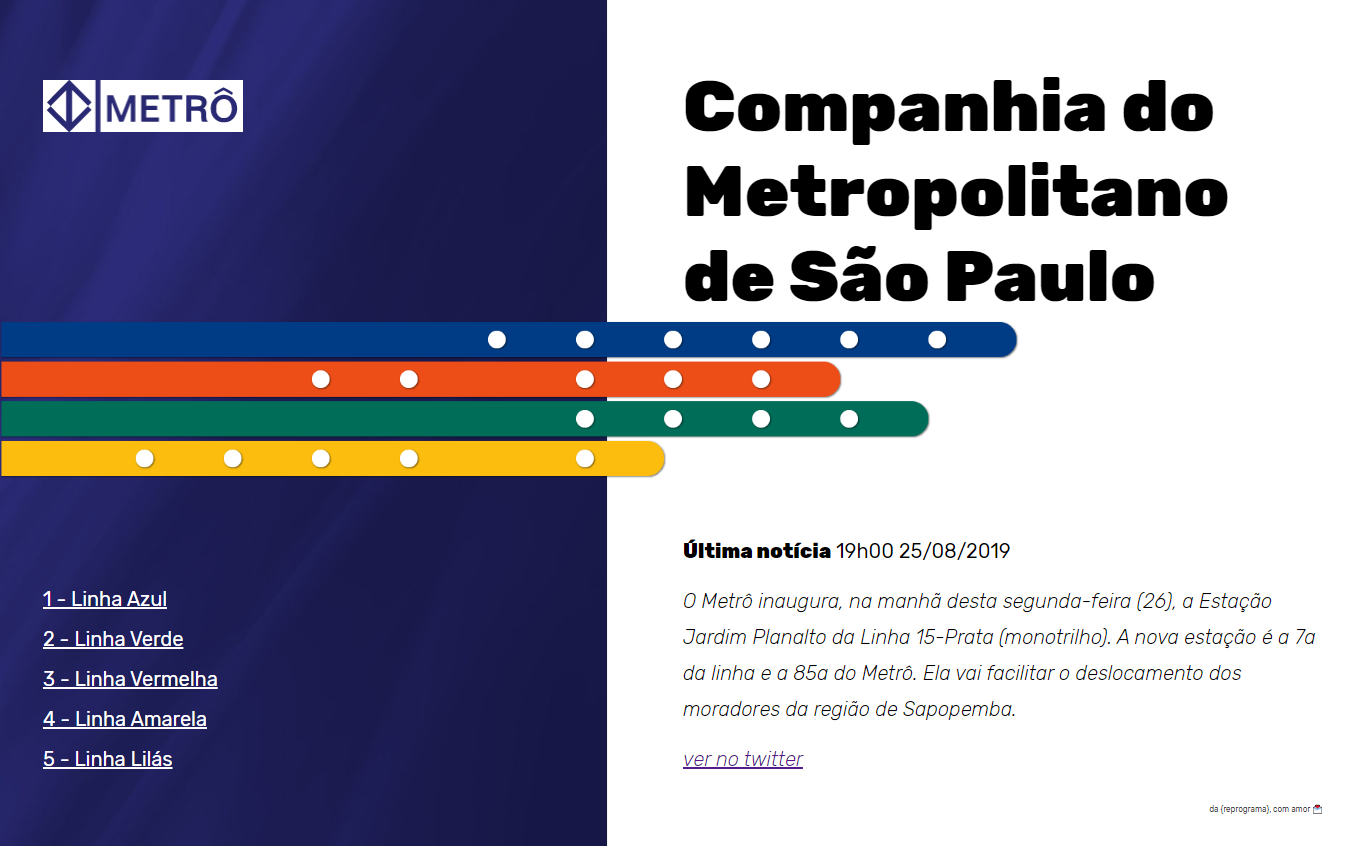 METRÔ
Companhia do
Metropolitano
de São Paulo
1 - Linha Azul
2 - Linha Verde
3 - Linha Vermelha
4 - Linha Amarela
5 - Linha Lilás
Última notícia 19h00 25/08/2019
O Metrô inaugura, na manhã desta segunda-feira (26), a Estação
Jardim Planalto da Linha 15-Prata (monotrilho). A nova estação é a 7a
da linha e a 85a do Metrô. Ela vai facilitar o deslocamento dos
moradores da região de Sapopemba.
ver no twitter
da {reprograma}, com amor 💌